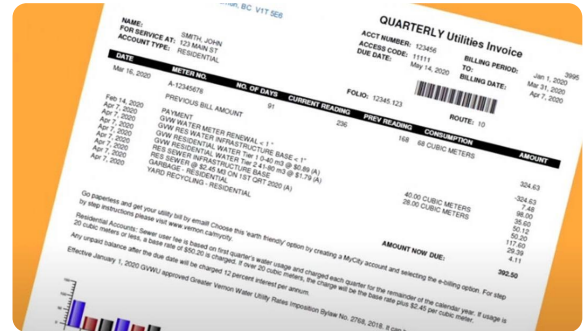 BC V1T 5E6
QUARTERLY Utilities Invoice
NAME: SMITH, JOHN
FOR SERVICE AT: 123 MAIN ST
ACCOUNT TYPE: RESIDENTIAL
ACCT NUMBER: 123456
ACCESS CODE: 11111
DUE DATE: May 14, 2020
3995
BILLING PERIOD: Jan 1, 2020
TO: Mar 31, 2020
BILLING DATE: Apr 7, 2020
FOLIO: 12345.123
ROUTE: 10
DATE METER NO. NO. OF DAYS CURRENT READING PREV READING CONSUMPTION AMOUNT
Mar 16, 2020 A-12345678 91 236 168 68 CUBIC METERS
PREVIOUS BILL AMOUNT 324.63
Feb 14, 2020 PAYMENT -324.63
Apr 7, 2020 GVW WATER METER RENEWAL < 1" 7.48
Apr 7, 2020 GVW RES WATER INFRASTRUCTURE BASE < 1" 98.00
Apr 7, 2020 GVW RESIDENTIAL WATER Tier 1 0-40 m3 @ $0.89 (A) 40.00 CUBIC METERS 35.60
Apr 7, 2020 GVW RESIDENTIAL WATER Tier 2 41-80 m3 @ $1.79 (A) 28.00 CUBIC METERS 50.12
Apr 7, 2020 RES SEWER INFRASTRUCTURE BASE 50.20
Apr 7, 2020 RES SEWER @ $2.45 M3 ON 1ST QRT 2020 (A) 117.60
Apr 7, 2020 GARBAGE - RESIDENTIAL 29.39
Apr 7, 2020 YARD RECYCLING - RESIDENTIAL 4.11
AMOUNT NOW DUE: 392.50
Go paperless and get your utility bill by email! Choose this 'earth friendly' option by creating a MyCity account and selecting the e-billing option. For step
by step instructions please visit www.vernon.ca/mycity.
Residential Accounts: Sewer user fee is based on first quarter's water usage and charged each quarter for the remainder of the calendar year. If usage is
20 cubic meters or less, a base rate of $50.20 is charged. If over 20 cubic meters, the charge will be the base rate plus $2.45 per cubic meter.
Any unpaid balance after the due date will be charged 12 percent interest per annum.
Effective January 1, 2020 GVWU approved Greater Vernon Water Utility Rates Imposition Bylaw No. 2768, 2018. It can